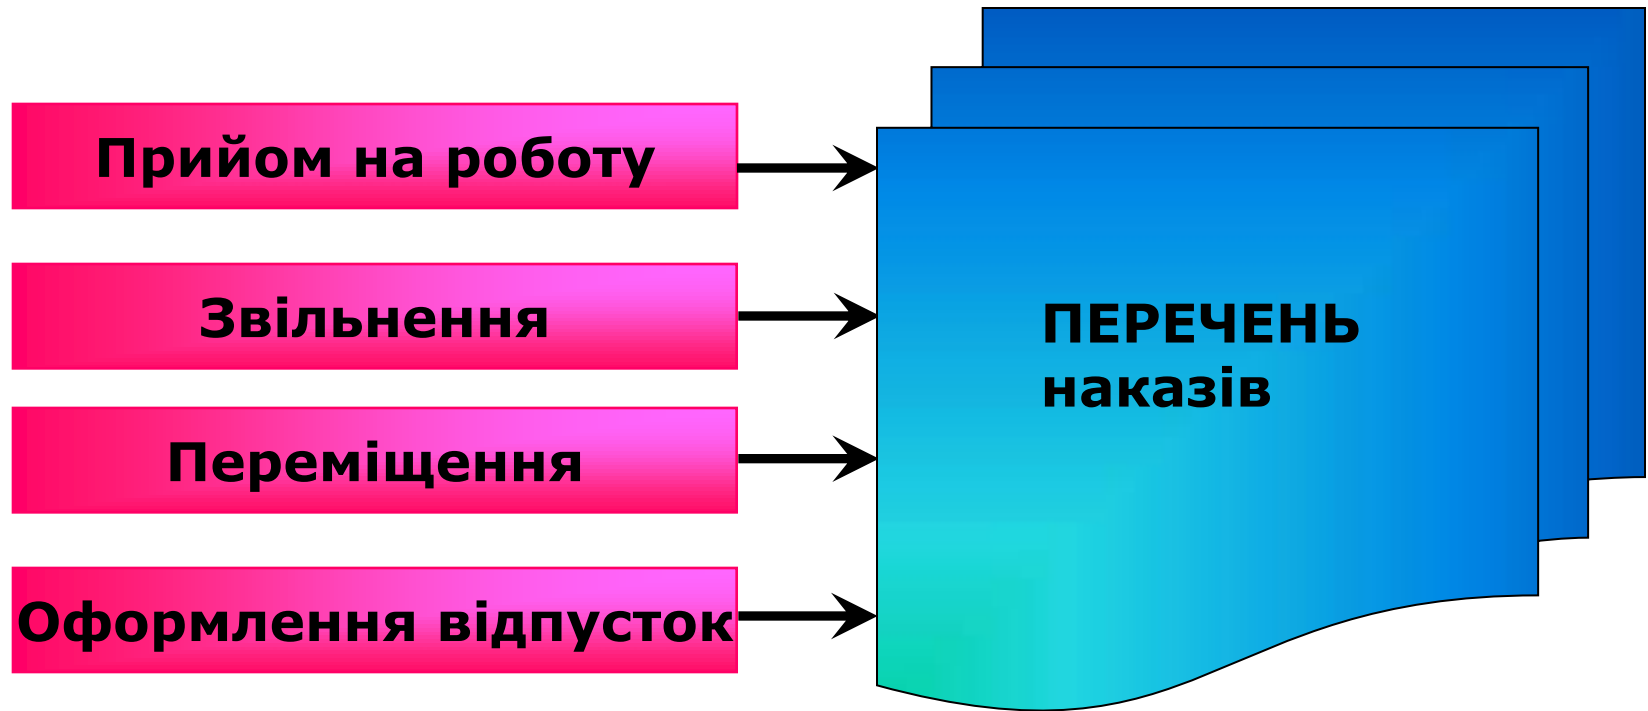 Прийом на роботу
Звільнення
Переміщення
Оформлення відпусток
ПЕРЕЧЕНЬ
наказів